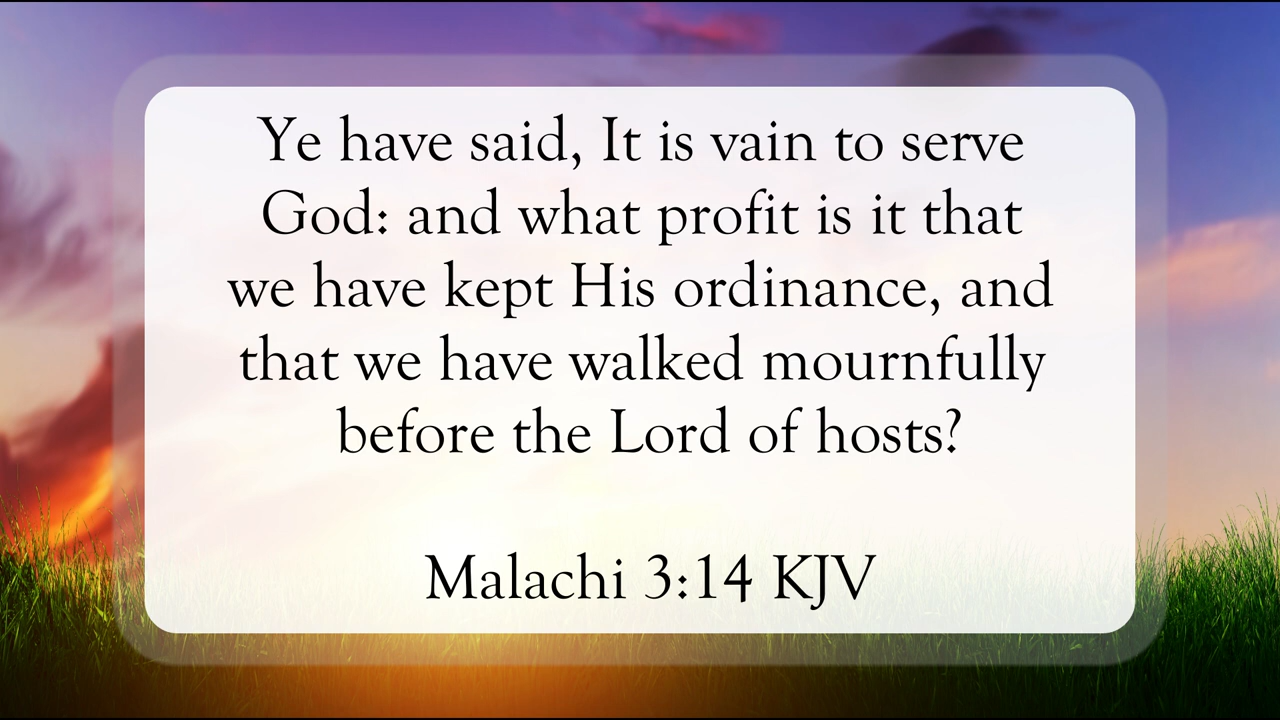 Ye have said, It is vain to serve
God: and what profit is it that
we have kept His ordinance, and
that we have walked mournfully
before the Lord of hosts?
Malachi 3:14 KJV